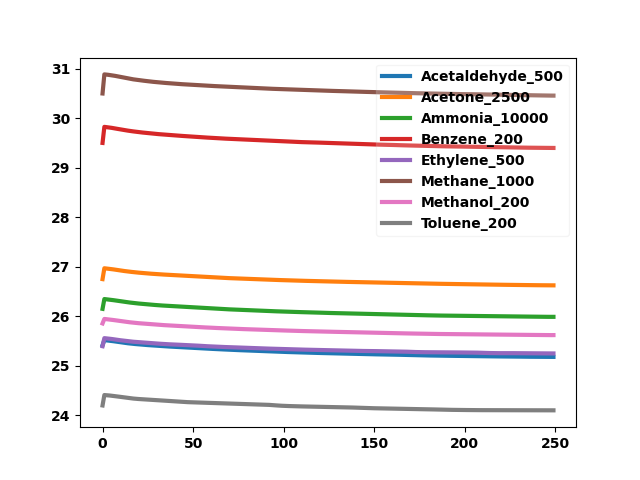 31
30
29
28
27
26
25
24
0 50 100 150 200 250
Acetaldehyde_500
Acetone_2500
Ammonia_10000
Benzene_200
Ethylene_500
Methane_1000
Methanol_200
Toluene_200